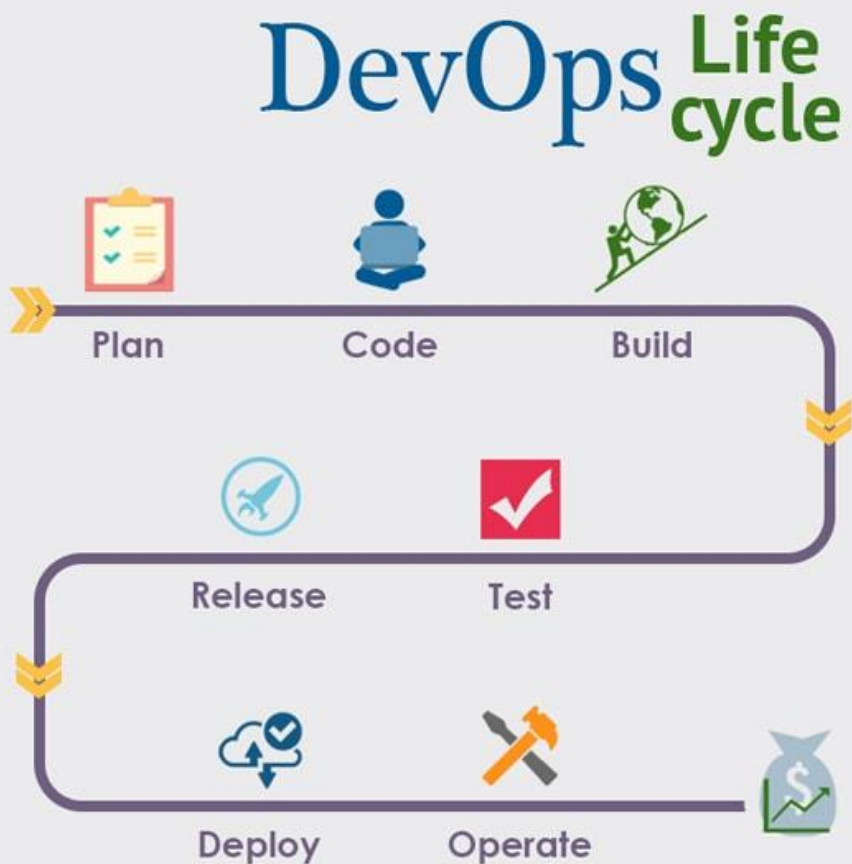 DevOps Life
cycle
Plan Code Build
Release Test
Deploy Operate
$